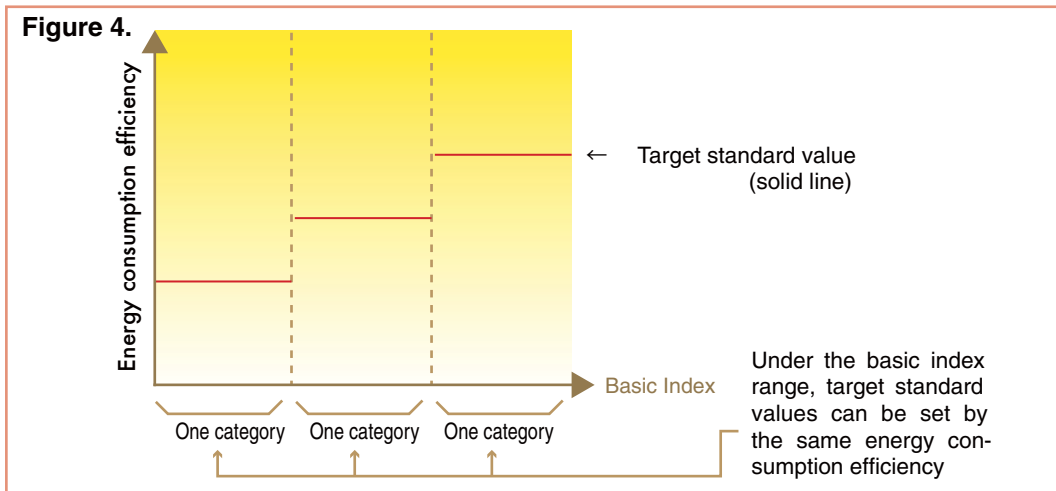 Figure 4.
Energy consumption efficiency
← Target standard value
(solid line)
Basic Index
One category One category One category
Under the basic index
range, target standard
values can be set by
the same energy con-
sumption efficiency